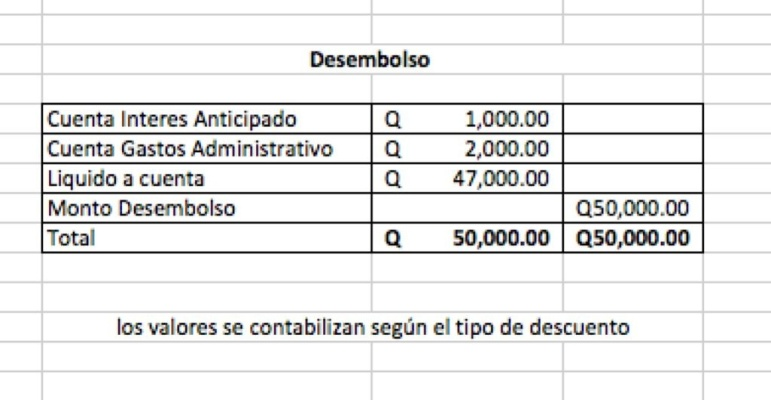 Desembolso
Cuenta Interes Anticipado Q 1,000.00
Cuenta Gastos Administrativo Q 2,000.00
Liquido a cuenta Q 47,000.00
Monto Desembolso Q50,000.00
Total Q 50,000.00 Q50,000.00
los valores se contabilizan según el tipo de descuento